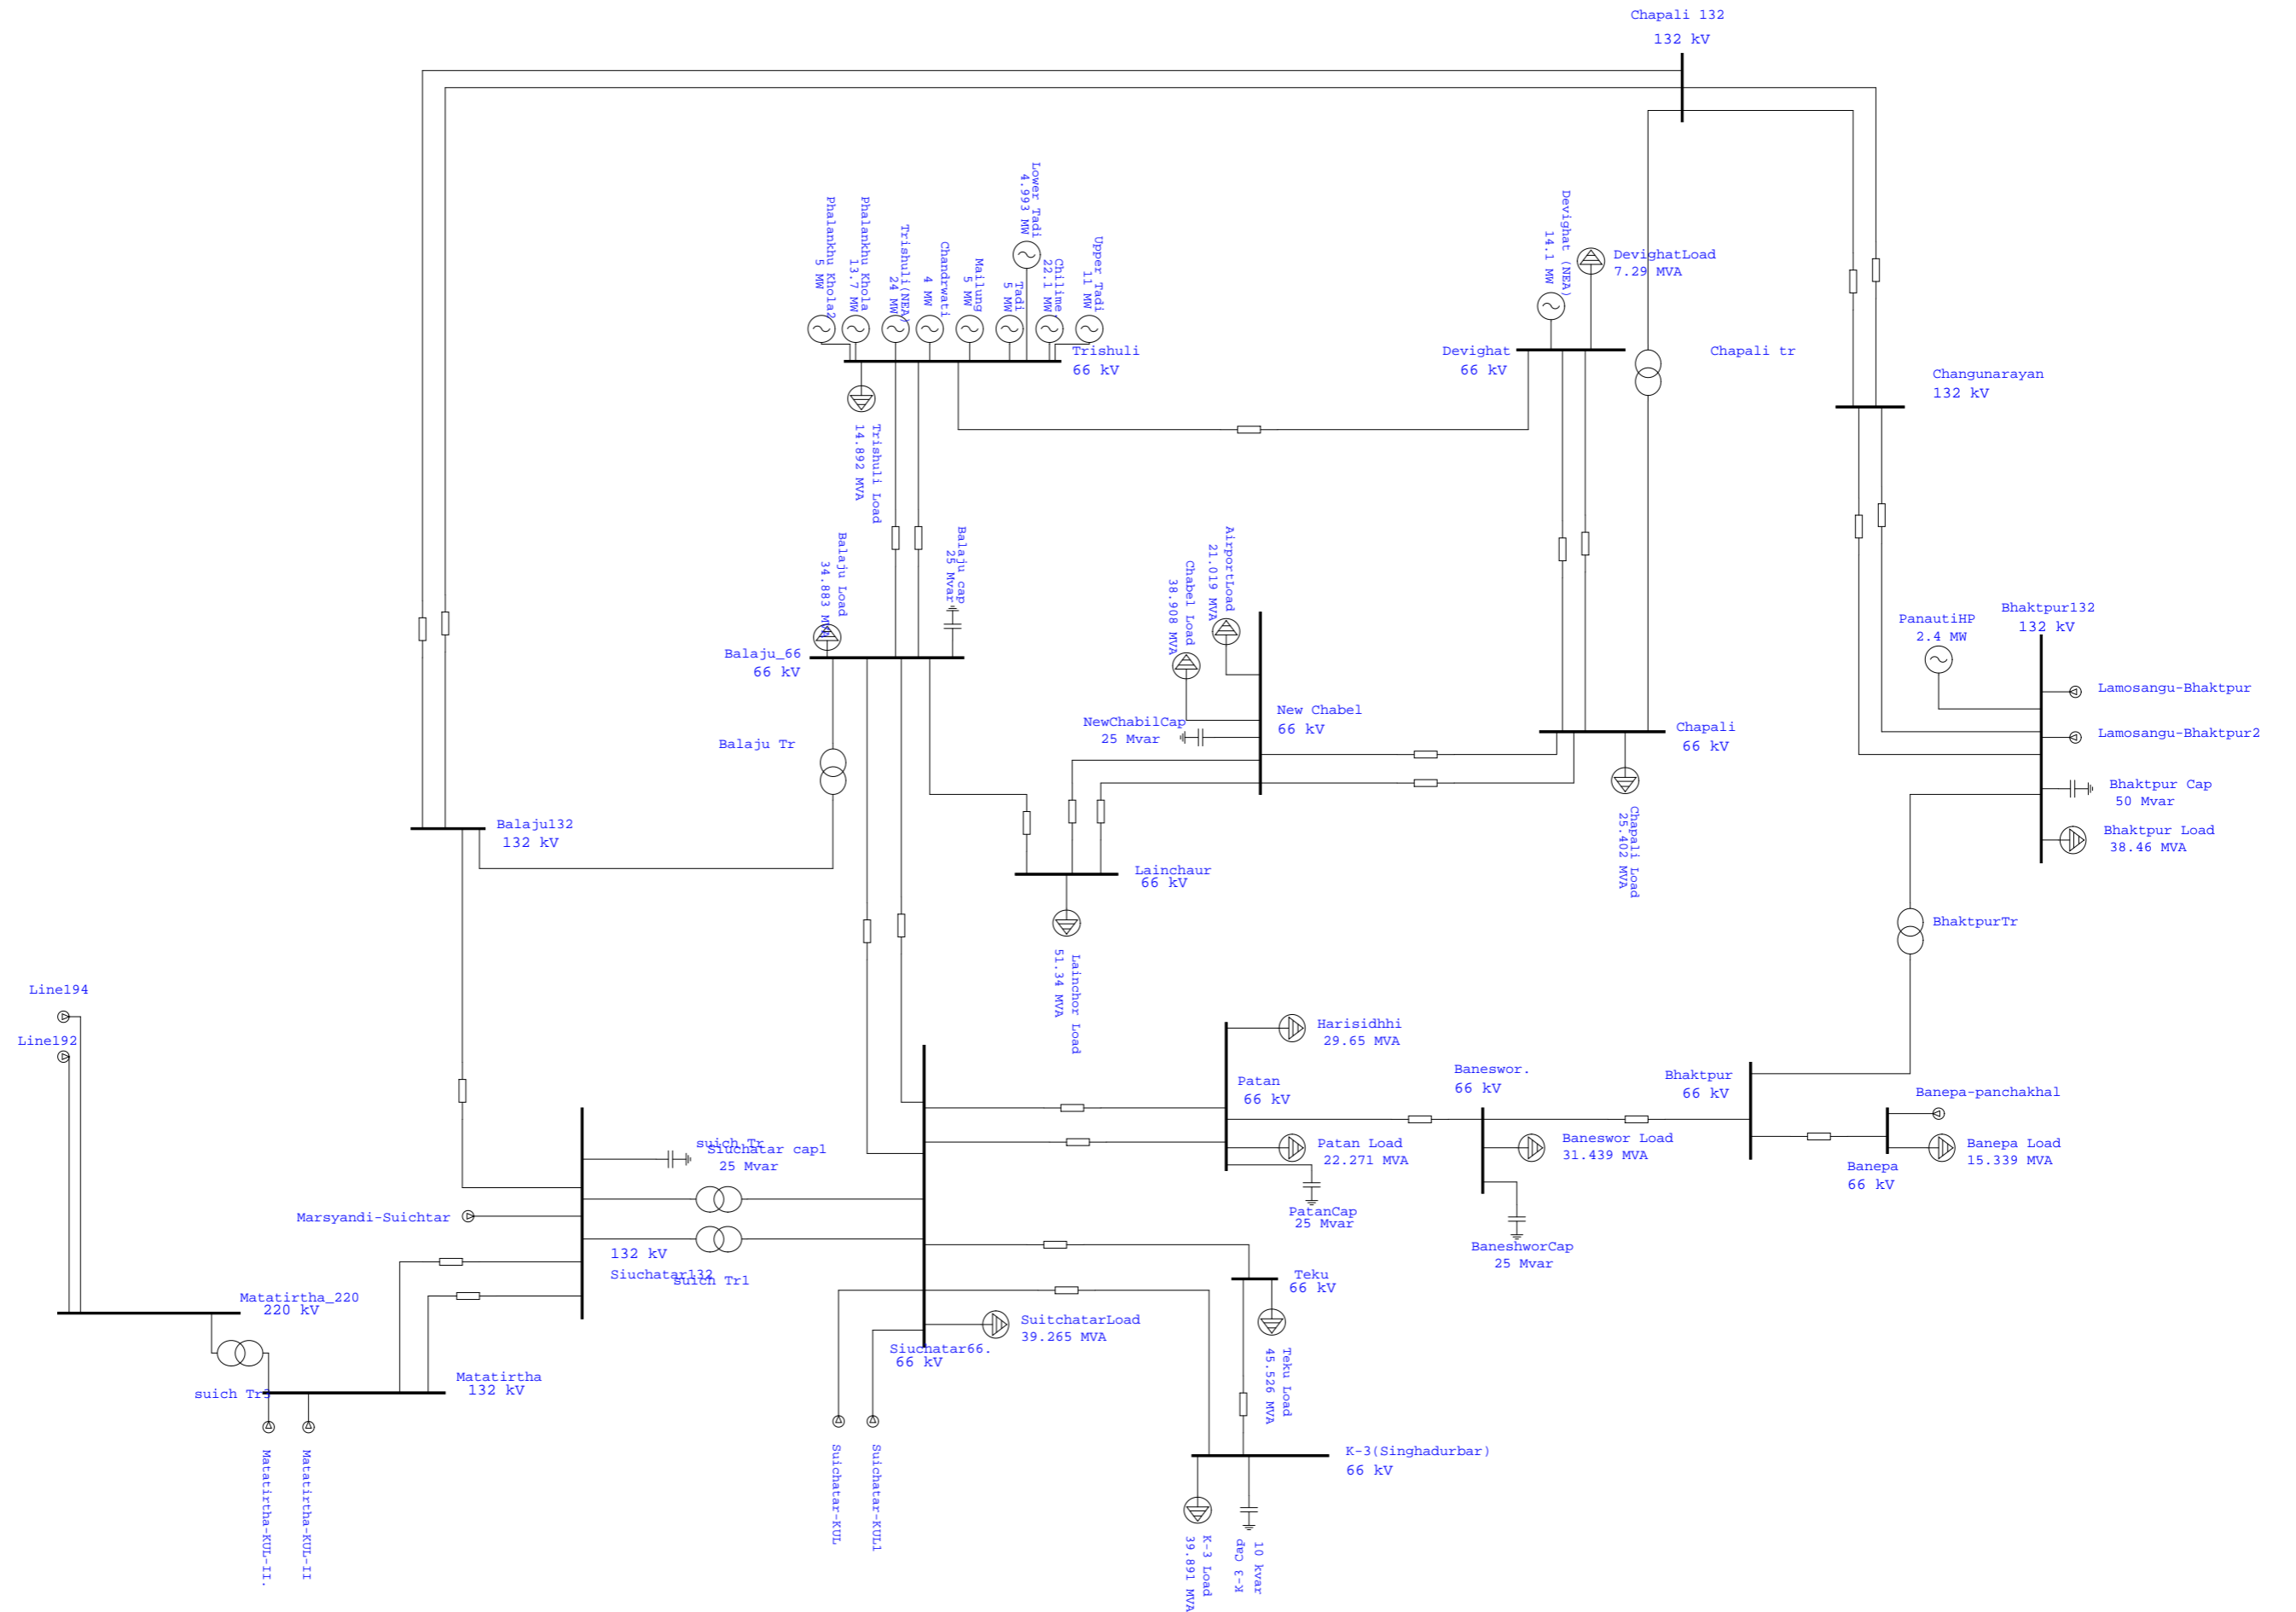 Chapali 132
132 kV
Lower Tadi
4.993 MW
Phalankhu Khola2
5 MW
Phalankhu Khola
13.7 MW
Trishuli(NEA)
24 MW
Chandrwati
4 MW
Mailung
5 MW
Tadi
5 MW
Chilime.
22.1 MW
Upper Tadi
11 MW
Trishuli
66 kV
Trishuli Load
14.892 MVA
Devighat (NEA)
14.1 MW
DevighatLoad
7.29 MVA
Devighat
66 kV
Chapali tr
Changunarayan
132 kV
Balaju Load
34.883 MVA
Balaju cap
25 Mvar
Balaju_66
66 kV
Balaju Tr
AirportLoad
21.019 MVA
Chabel Load
38.908 MVA
NewChabilCap
25 Mvar
New Chabel
66 kV
Chapali
66 kV
Chapali Load
25.402 MVA
Bhaktpur132
132 kV
PanautiHP
2.4 MW
Lamosangu-Bhaktpur
Lamosangu-Bhaktpur2
Bhaktpur Cap
50 Mvar
Bhaktpur Load
38.46 MVA
Balaju132
132 kV
Lainchaur
66 kV
Lainchor Load
51.34 MVA
BhaktpurTr
Line194
Line192
Harisidhhi
29.65 MVA
Patan
66 kV
Patan Load
22.271 MVA
PatanCap
25 Mvar
Baneswor.
66 kV
Baneswor Load
31.439 MVA
BaneshworCap
25 Mvar
Bhaktpur
66 kV
Banepa-panchakhal
Banepa Load
15.339 MVA
Banepa
66 kV
suich Tr
Siuchatar cap1
25 Mvar
Marsyandi-Suichtar
132 kV
Siuchatar132
suich Tr1
Matatirtha_220
220 kV
suich Tr3
Matatirtha
132 kV
Matatirtha-KUL-II.
Matatirtha-KUL-II
SuitchatarLoad
39.265 MVA
Siuchatar66.
66 kV
Suichatar-KUL
Suichatar-KUL1
Teku
66 kV
Teku Load
45.526 MVA
K-3(Singhadurbar)
66 kV
K-3 Load
39.891 MVA
10 kvar
K-3 Cap